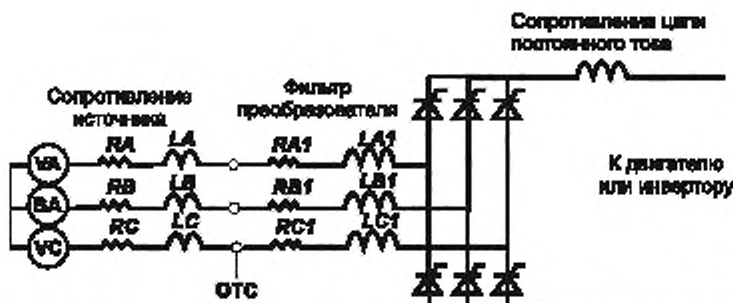 Сопротивления цепи
постоянного тока
Фильтр
преобразователя
Сопротивление
источника
RA LA RA1 LA1
VA
К двигателю
или инвертору
RB LB RB1 LB1
BA
RC LC RC1 LC1
VC
ОТС